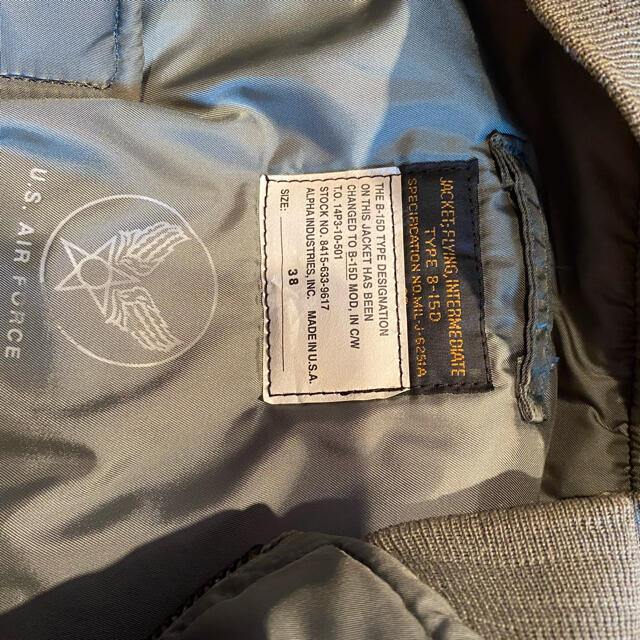 JACKET,FLYING,INTERMEDIATE
TYPE B-15D
SPECIFICATION NO.MIL-J-6251A
THE B-15D TYPE DESIGNATION
ON THIS JACKET HAS BEEN
CHANGED TO B-15D MOD, IN C/W
T.O. 14P3-10-501
STOCK NO. 8415-633-9617
ALPHA INDUSTRIES, INC. MADE IN U.S.A.
SIZE: 38
U.S. AIR FORCE